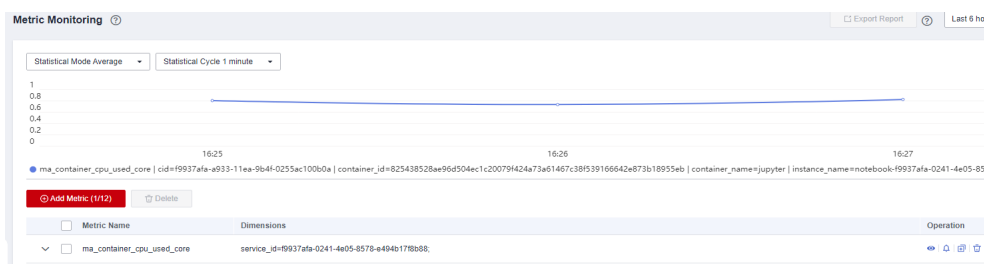 Metric Monitoring
Export Report
Last 6 ho
Statistical Mode Average
Statistical Cycle 1 minute
1
0.8
0.6
0.4
0.2
0
16:25
16:26
16:27
ma_container_cpu_used_core | cid=f9937afa-a933-11ea-9b4f-0255ac100b0a | container_id=825438528ae96d504ec1c20079f424a73a61467c38f539166642e873b18955eb | container_name=jupyter | instance_name=notebook-f9937afa-0241-4e05-85
Add Metric (1/12)
Delete
Metric Name
Dimensions
Operation
ma_container_cpu_used_core
service_id=f9937afa-0241-4e05-8578-e494b17f8b88;